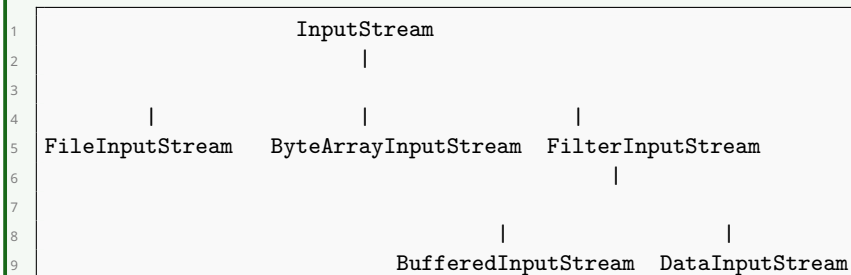 1 InputStream
2 |
3
4 | | |
5 FileInputStream ByteArrayInputStream FilterInputStream
6 |
7
8 | |
9 BufferedInputStream DataInputStream